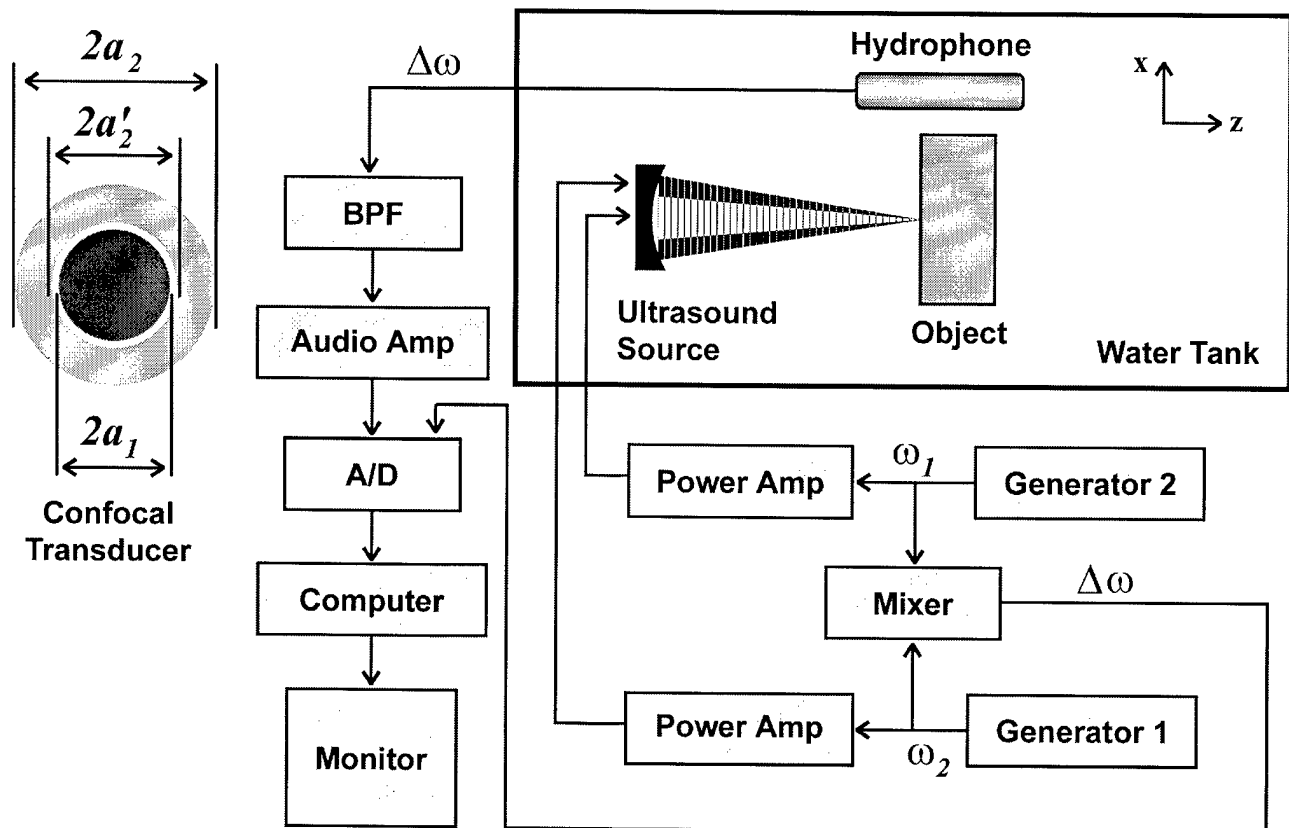 2a₂
2a′₂
2a₁
Confocal
Transducer
Δω
BPF
Audio Amp
A/D
Computer
Monitor
Hydrophone
x
z
Ultrasound
Source
Object
Water Tank
Power Amp
ω₁
Generator 2
Mixer
Δω
Power Amp
ω₂
Generator 1